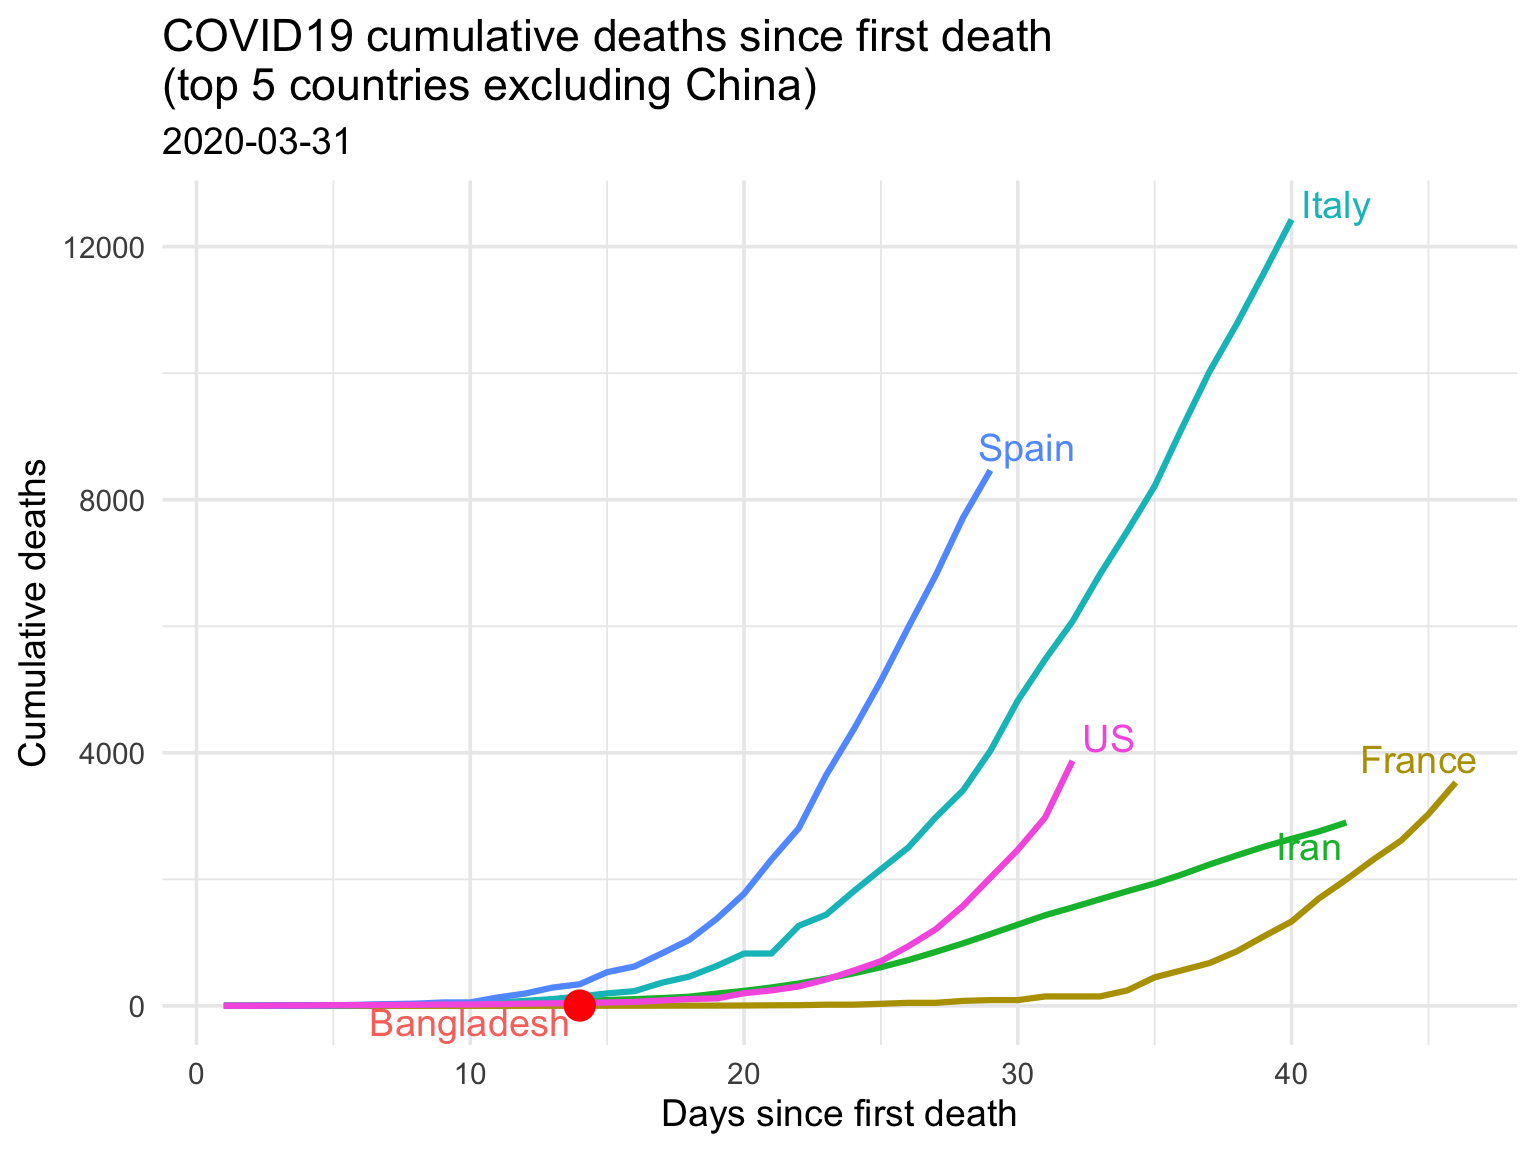 COVID19 cumulative deaths since first death
(top 5 countries excluding China)
2020-03-31
Italy
12000
Spain
8000
Cumulative deaths
US
4000
France
Iran
0
Bangladesh
0
10
20
30
40
Days since first death